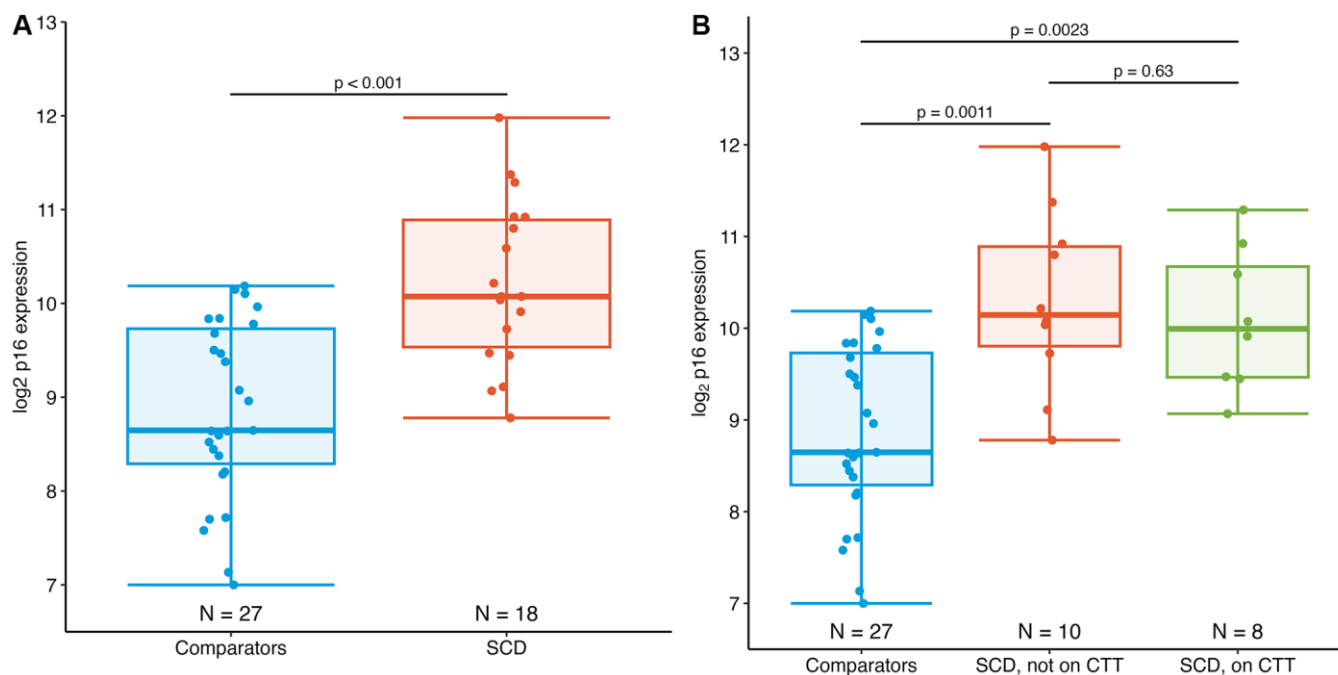 A
log2 p16 expression
13
12
11
10
9
8
7
p < 0.001
N = 27
N = 18
Comparators
SCD
B
log₂ p16 expression
13
12
11
10
9
8
7
p = 0.0023
p = 0.63
p = 0.0011
N = 27
N = 10
N = 8
Comparators
SCD, not on CTT
SCD, on CTT